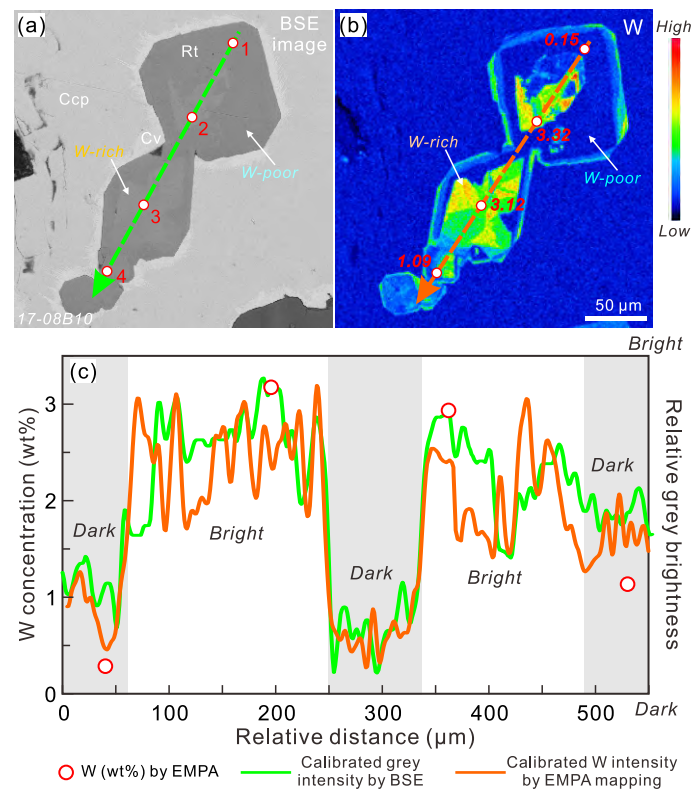 (a)
BSE
image
Rt
1
Ccp
2
Cv
W-rich
W-poor
3
4
17-08B10
(b)
W
High
0.15
3.32
W-rich
W-poor
3.12
1.09
Low
50 μm
Bright
(c)
W concentration (wt%)
3
2
1
0
Dark
Bright
Dark
Bright
Dark
Relative grey brightness
0
100
200
300
400
500
Dark
Relative distance (μm)
W (wt%) by EMPA
Calibrated grey
intensity by BSE
Calibrated W intensity
by EMPA mapping